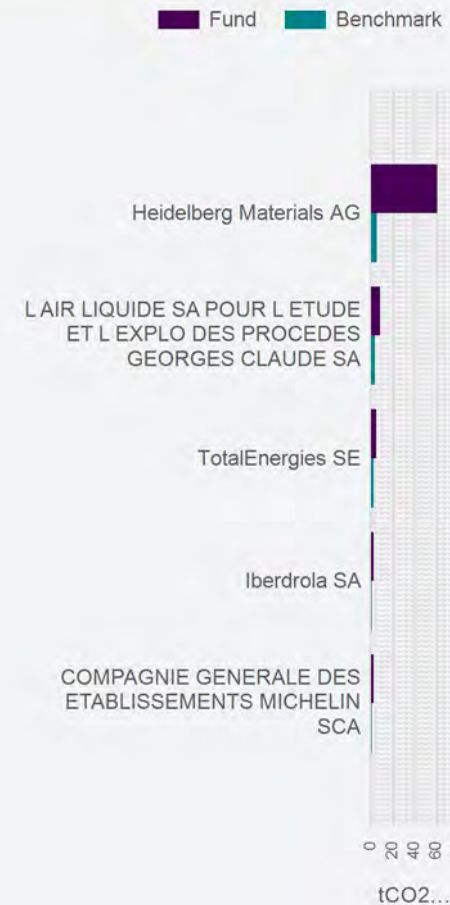 Fund Benchmark
Heidelberg Materials AG
L AIR LIQUIDE SA POUR L ETUDE
ET L EXPLO DES PROCEDES
GEORGES CLAUDE SA
TotalEnergies SE
Iberdrola SA
COMPAGNIE GENERALE DES
ETABLISSEMENTS MICHELIN
SCA
0 20 40 60
tCO2...